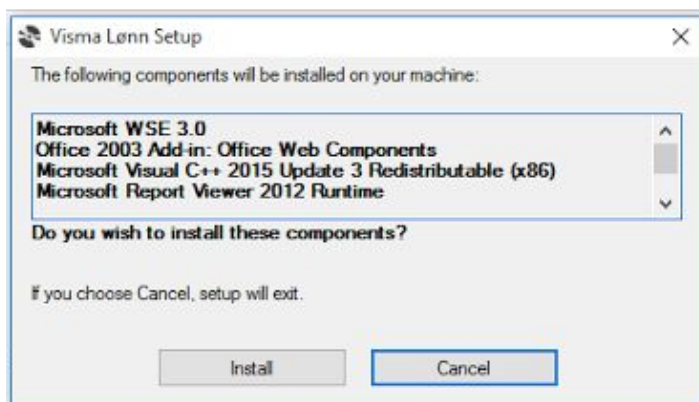 Visma Lønn Setup
The following components will be installed on your machine:
Microsoft WSE 3.0
Office 2003 Add-in: Office Web Components
Microsoft Visual C++ 2015 Update 3 Redistributable (x86)
Microsoft Report Viewer 2012 Runtime
Do you wish to install these components?
If you choose Cancel, setup will exit.
Install
Cancel